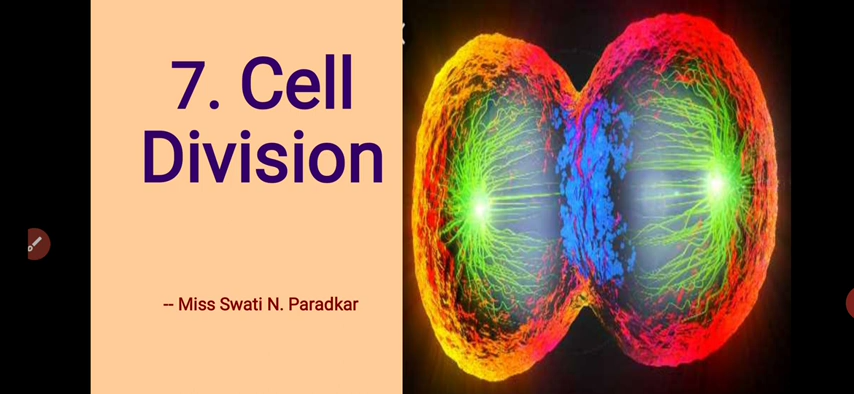 7. Cell
Division
-- Miss Swati N. Paradkar